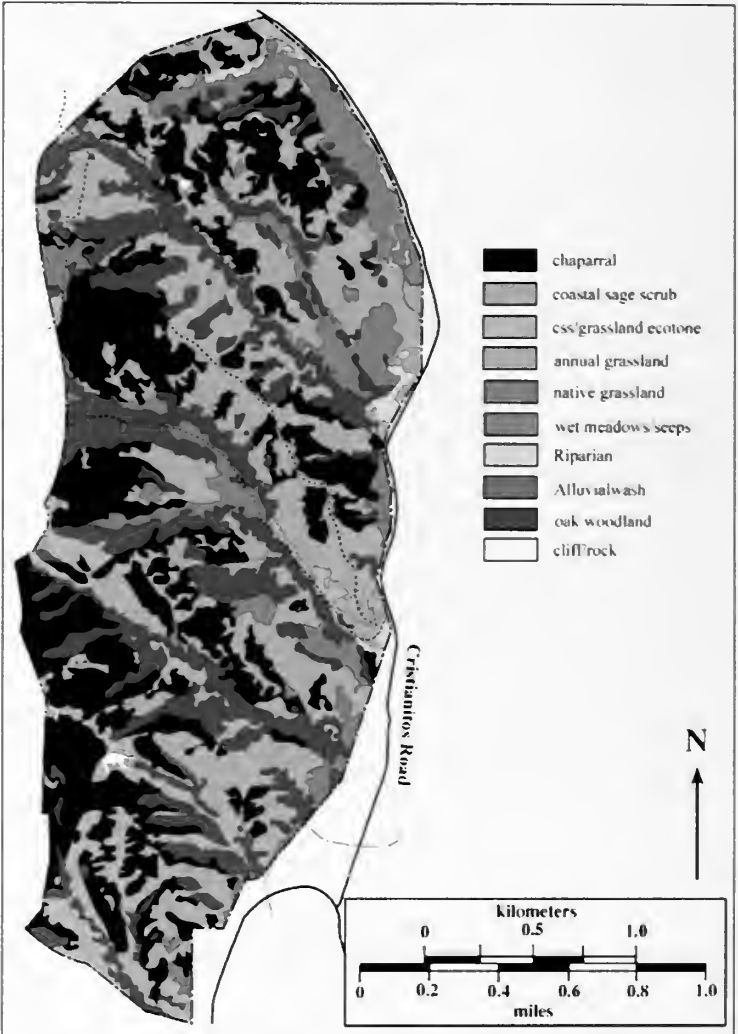 chaparral
coastal sage scrub
css/grassland ecotone
annual grassland
native grassland
wet meadows/seeps
Riparian
Alluvialwash
oak woodland
cliff/rock
Cristianitos Road
N
kilometers
0 0.5 1.0
0 0.2 0.4 0.6 0.8 1.0
miles